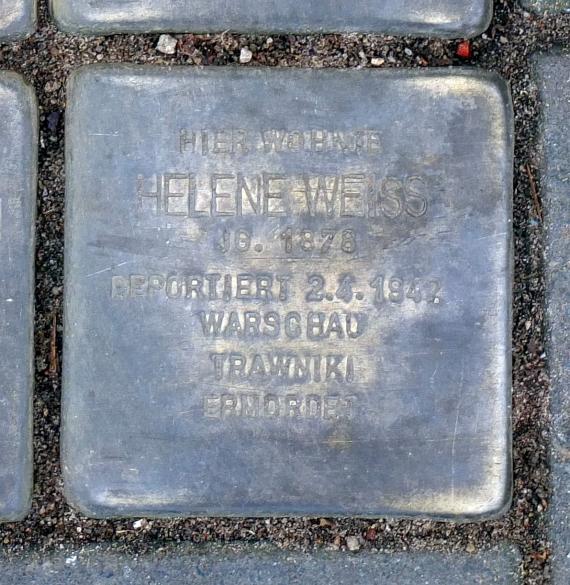 HIER WOHNTE
HELENE WEISS
JG. 1878
DEPORTIERT 2.4.1942
WARSCHAU
TRAWNIKI
ERMORDET